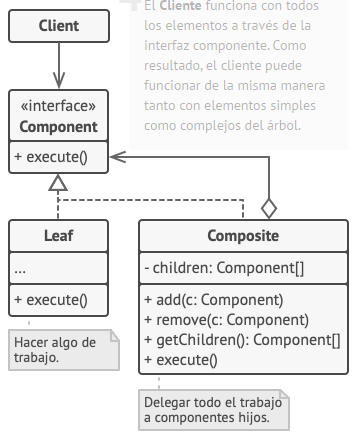 Client
El Cliente funciona con todos
los elementos a través de la
interfaz componente. Como
resultado, el cliente puede
funcionar de la misma manera
tanto con elementos simples
como complejos del árbol.
«interface»
Component
+ execute()
Leaf
...
+ execute()
Composite
- children: Component[]
+ add(c: Component)
+ remove(c: Component)
+ getChildren(): Component[]
+ execute()
Hacer algo de
trabajo.
Delegar todo el trabajo
a componentes hijos.